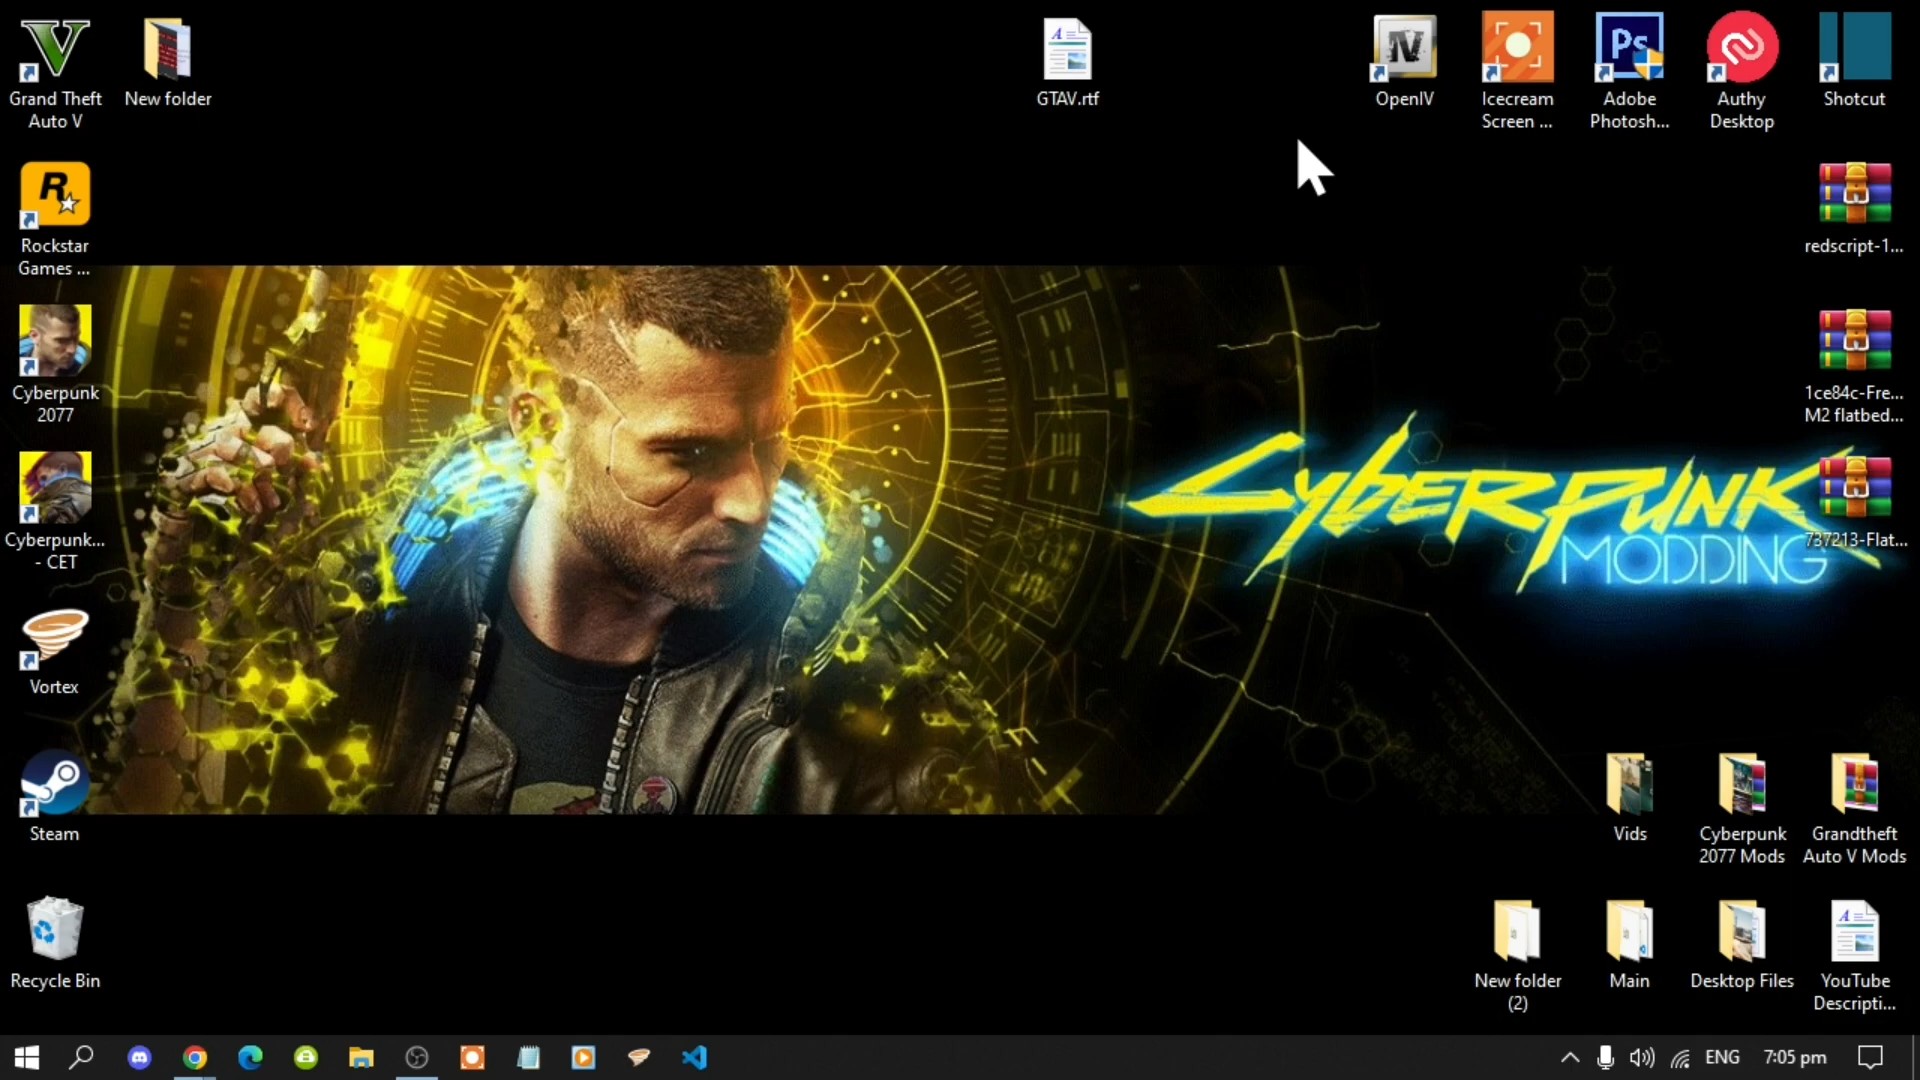 Grand Theft
Auto V
New folder
GTAV.rtf
OpenIV
Icecream
Screen ...
Ps
Adobe
Photosh...
Authy
Desktop
Shotcut
R
Rockstar
Games ...
redscript-1...
Cyberpunk
2077
1ce84c-Fre...
M2 flatbed...
CYBERPUNK
MODDING
Cyberpunk...
- CET
737213-Flat...
Vortex
Steam
Vids
Cyberpunk
2077 Mods
Grandtheft
Auto V Mods
Recycle Bin
New folder
(2)
Main
Desktop Files
YouTube
Descripti...
ENG
7:05 pm